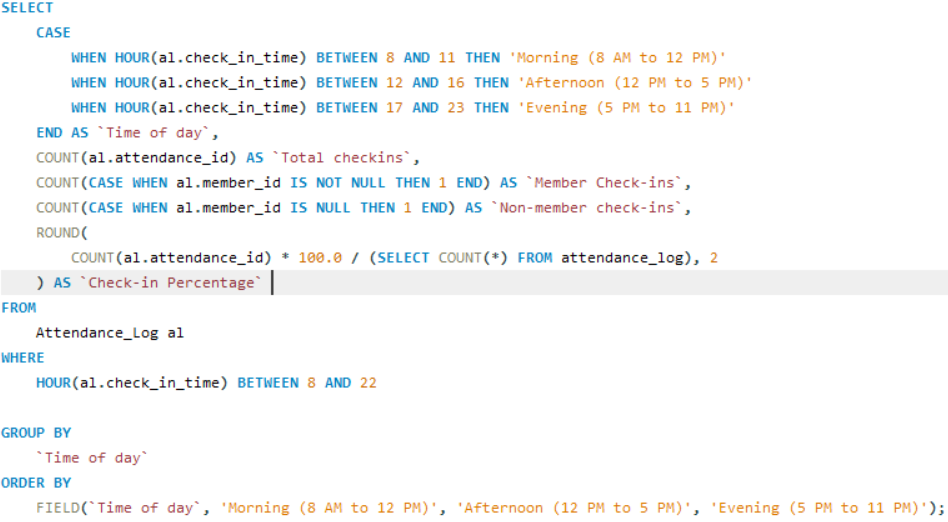 SELECT
CASE
WHEN HOUR(al.check_in_time) BETWEEN 8 AND 11 THEN 'Morning (8 AM to 12 PM)'
WHEN HOUR(al.check_in_time) BETWEEN 12 AND 16 THEN 'Afternoon (12 PM to 5 PM)'
WHEN HOUR(al.check_in_time) BETWEEN 17 AND 23 THEN 'Evening (5 PM to 11 PM)'
END AS `Time of day`,
COUNT(al.attendance_id) AS `Total checkins`,
COUNT(CASE WHEN al.member_id IS NOT NULL THEN 1 END) AS `Member Check-ins`,
COUNT(CASE WHEN al.member_id IS NULL THEN 1 END) AS `Non-member check-ins`,
ROUND(
COUNT(al.attendance_id) * 100.0 / (SELECT COUNT(*) FROM attendance_log), 2
) AS `Check-in Percentage`
FROM
Attendance_Log al
WHERE
HOUR(al.check_in_time) BETWEEN 8 AND 22
GROUP BY
`Time of day`
ORDER BY
FIELD(`Time of day`, 'Morning (8 AM to 12 PM)', 'Afternoon (12 PM to 5 PM)', 'Evening (5 PM to 11 PM)');